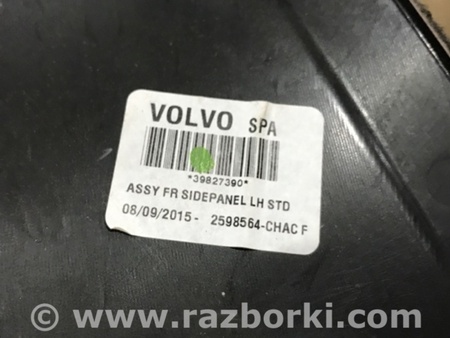 VOLVO SPA
*39827390*
ASSY FR SIDEPANEL LH STD
08/09/2015- 2598564-CHAC F
© www.razborki.com